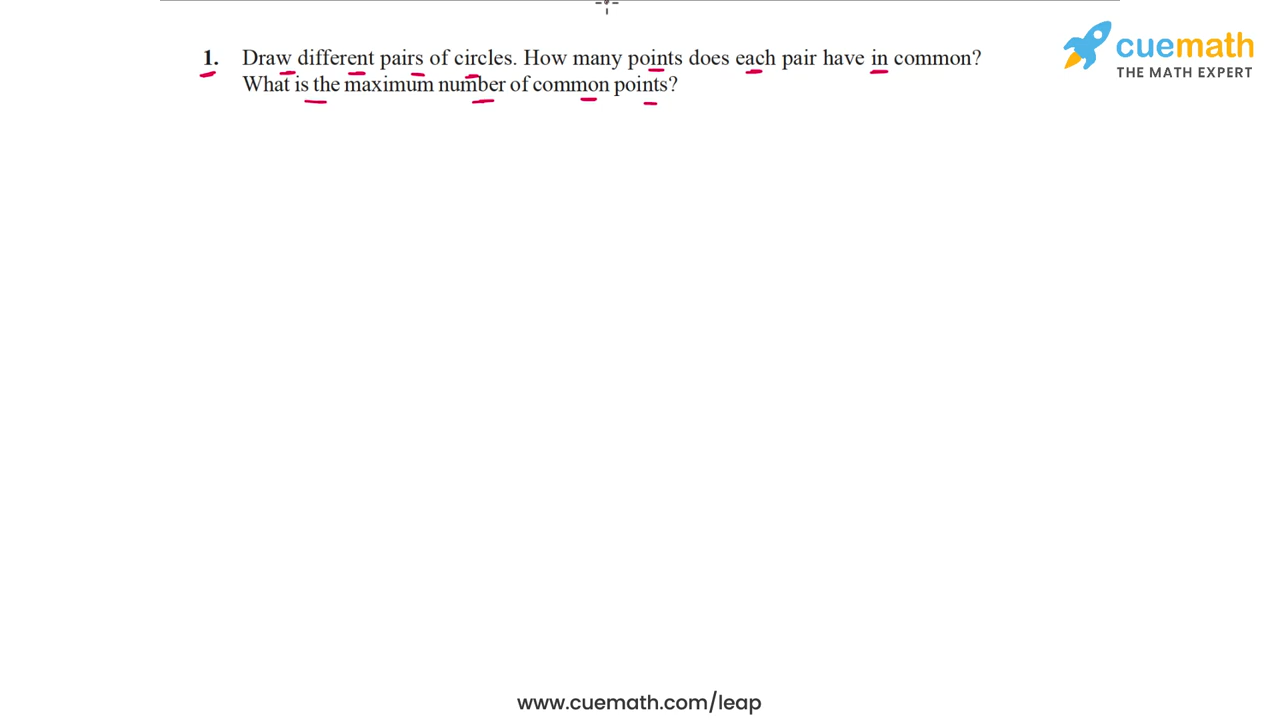 1. Draw different pairs of circles. How many points does each pair have in common?
What is the maximum number of common points?
cuemath
THE MATH EXPERT
www.cuemath.com/leap